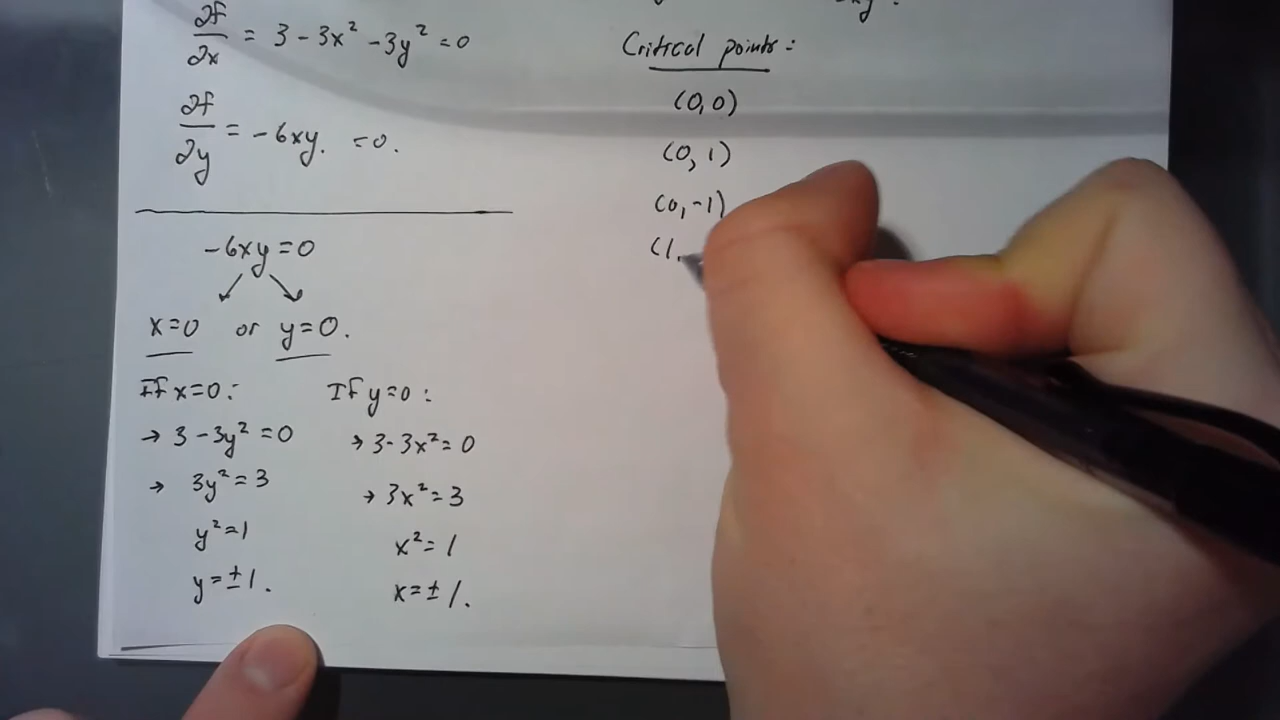 ∂f/∂x = 3 - 3x² - 3y² = 0
∂f/∂y = -6xy. = 0.
-6xy = 0
x = 0 or y = 0.
If x = 0:
→ 3 - 3y² = 0
→ 3y² = 3
y² = 1
y = ± 1.
If y = 0:
→ 3 - 3x² = 0
→ 3x² = 3
x² = 1
x = ± 1.
Critical points:
(0, 0)
(0, 1)
(0, -1)
(1,